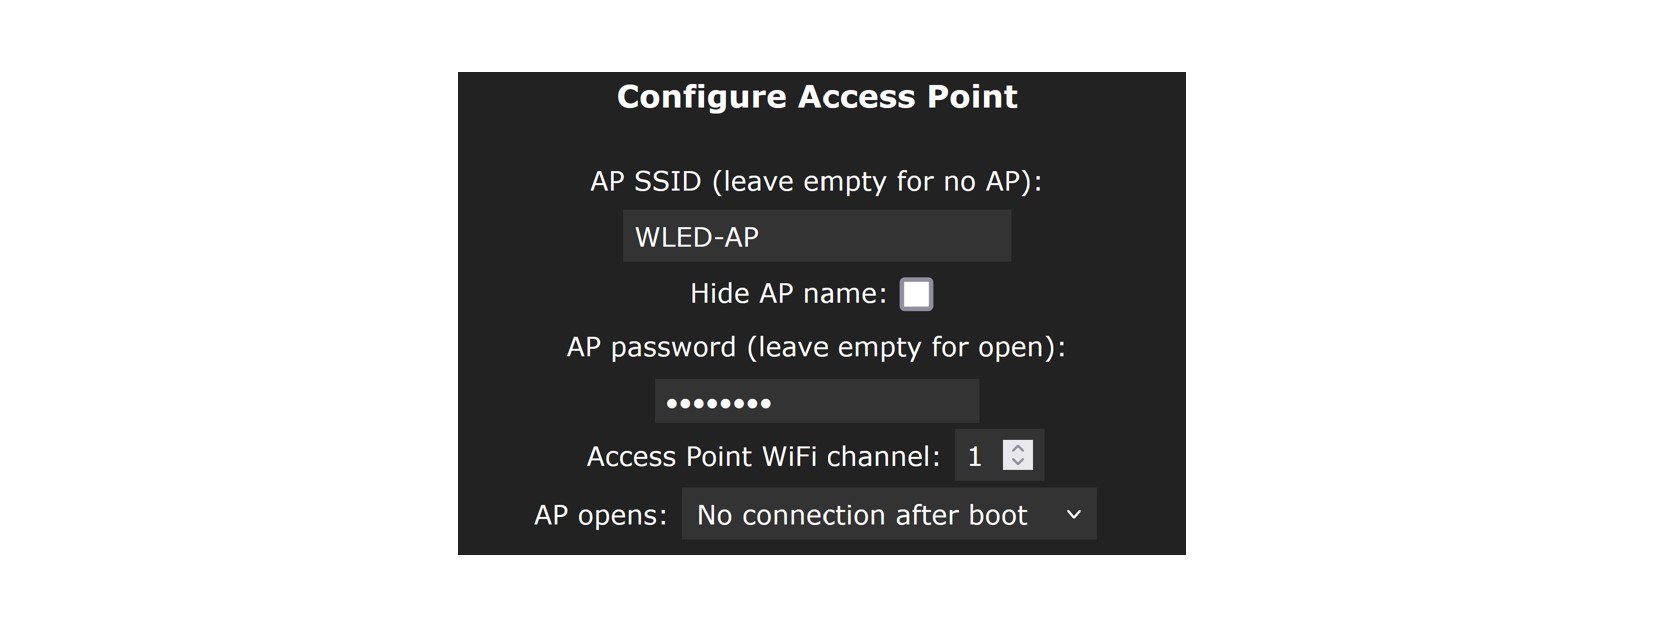 Configure Access Point
AP SSID (leave empty for no AP):
WLED-AP
Hide AP name:
AP password (leave empty for open):
••••••••
Access Point WiFi channel: 1
AP opens: No connection after boot